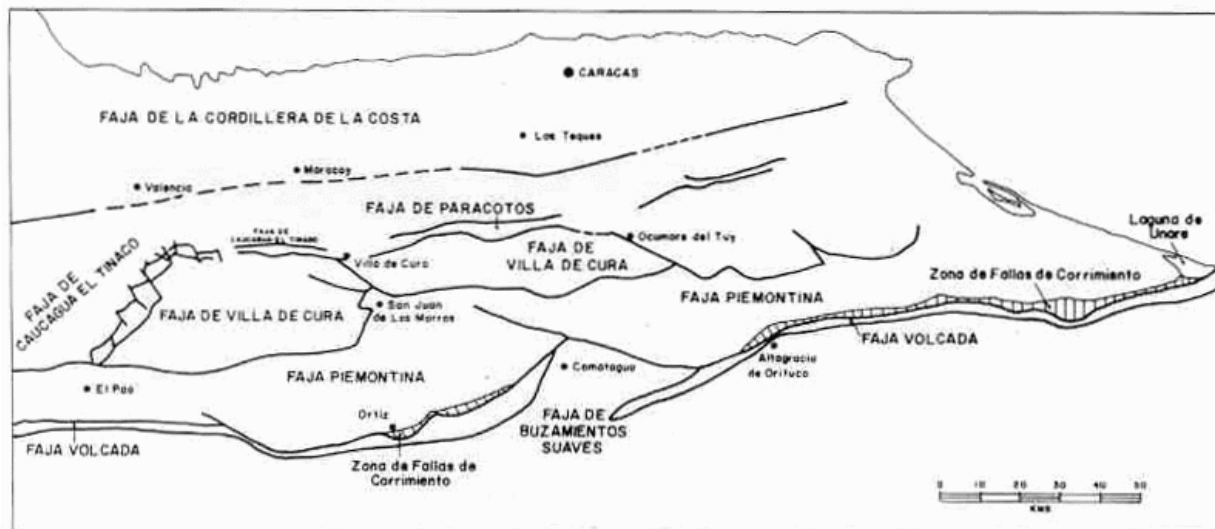 CARACAS
FAJA DE LA CORDILLERA DE LA COSTA
Los Teques
Maracay
Valencia
FAJA DE PARACOTOS
FAJA DE
CAUCAGUA EL TINACO
Ocumare del Tuy
Laguna de
Unare
FAJA DE
CAUCAGUA EL TINACO
Villa de Cura
FAJA DE
VILLA DE CURA
Zona de Fallas de Corrimiento
FAJA DE VILLA DE CURA
San Juan
de Los Morros
FAJA PIEMONTINA
FAJA VOLCADA
Altagracia
de Orituco
FAJA PIEMONTINA
Camatagua
El Pao
Ortiz
FAJA DE
BUZAMIENTOS
SUAVES
FAJA VOLCADA
Zona de Fallas de
Corrimiento
0 10 20 30 40 50
KMS